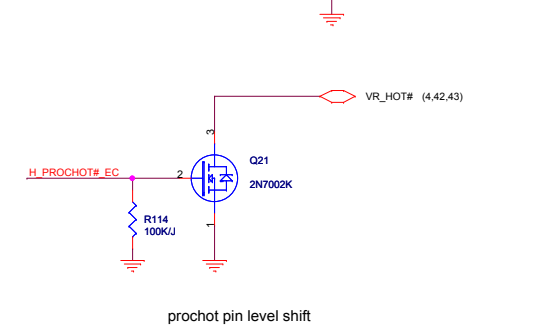 VR_HOT# (4,42,43)
3
Q21
H_PROCHOT#_EC
2
2N7002K
R114
100K/J
1
prochot pin level shift